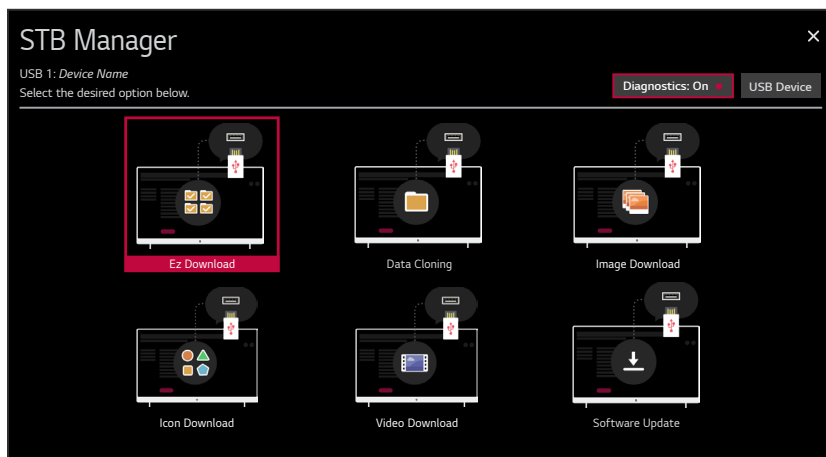 STB Manager
USB 1: Device Name
Select the desired option below.
Diagnostics: On
USB Device
Ez Download
Data Cloning
Image Download
Icon Download
Video Download
Software Update